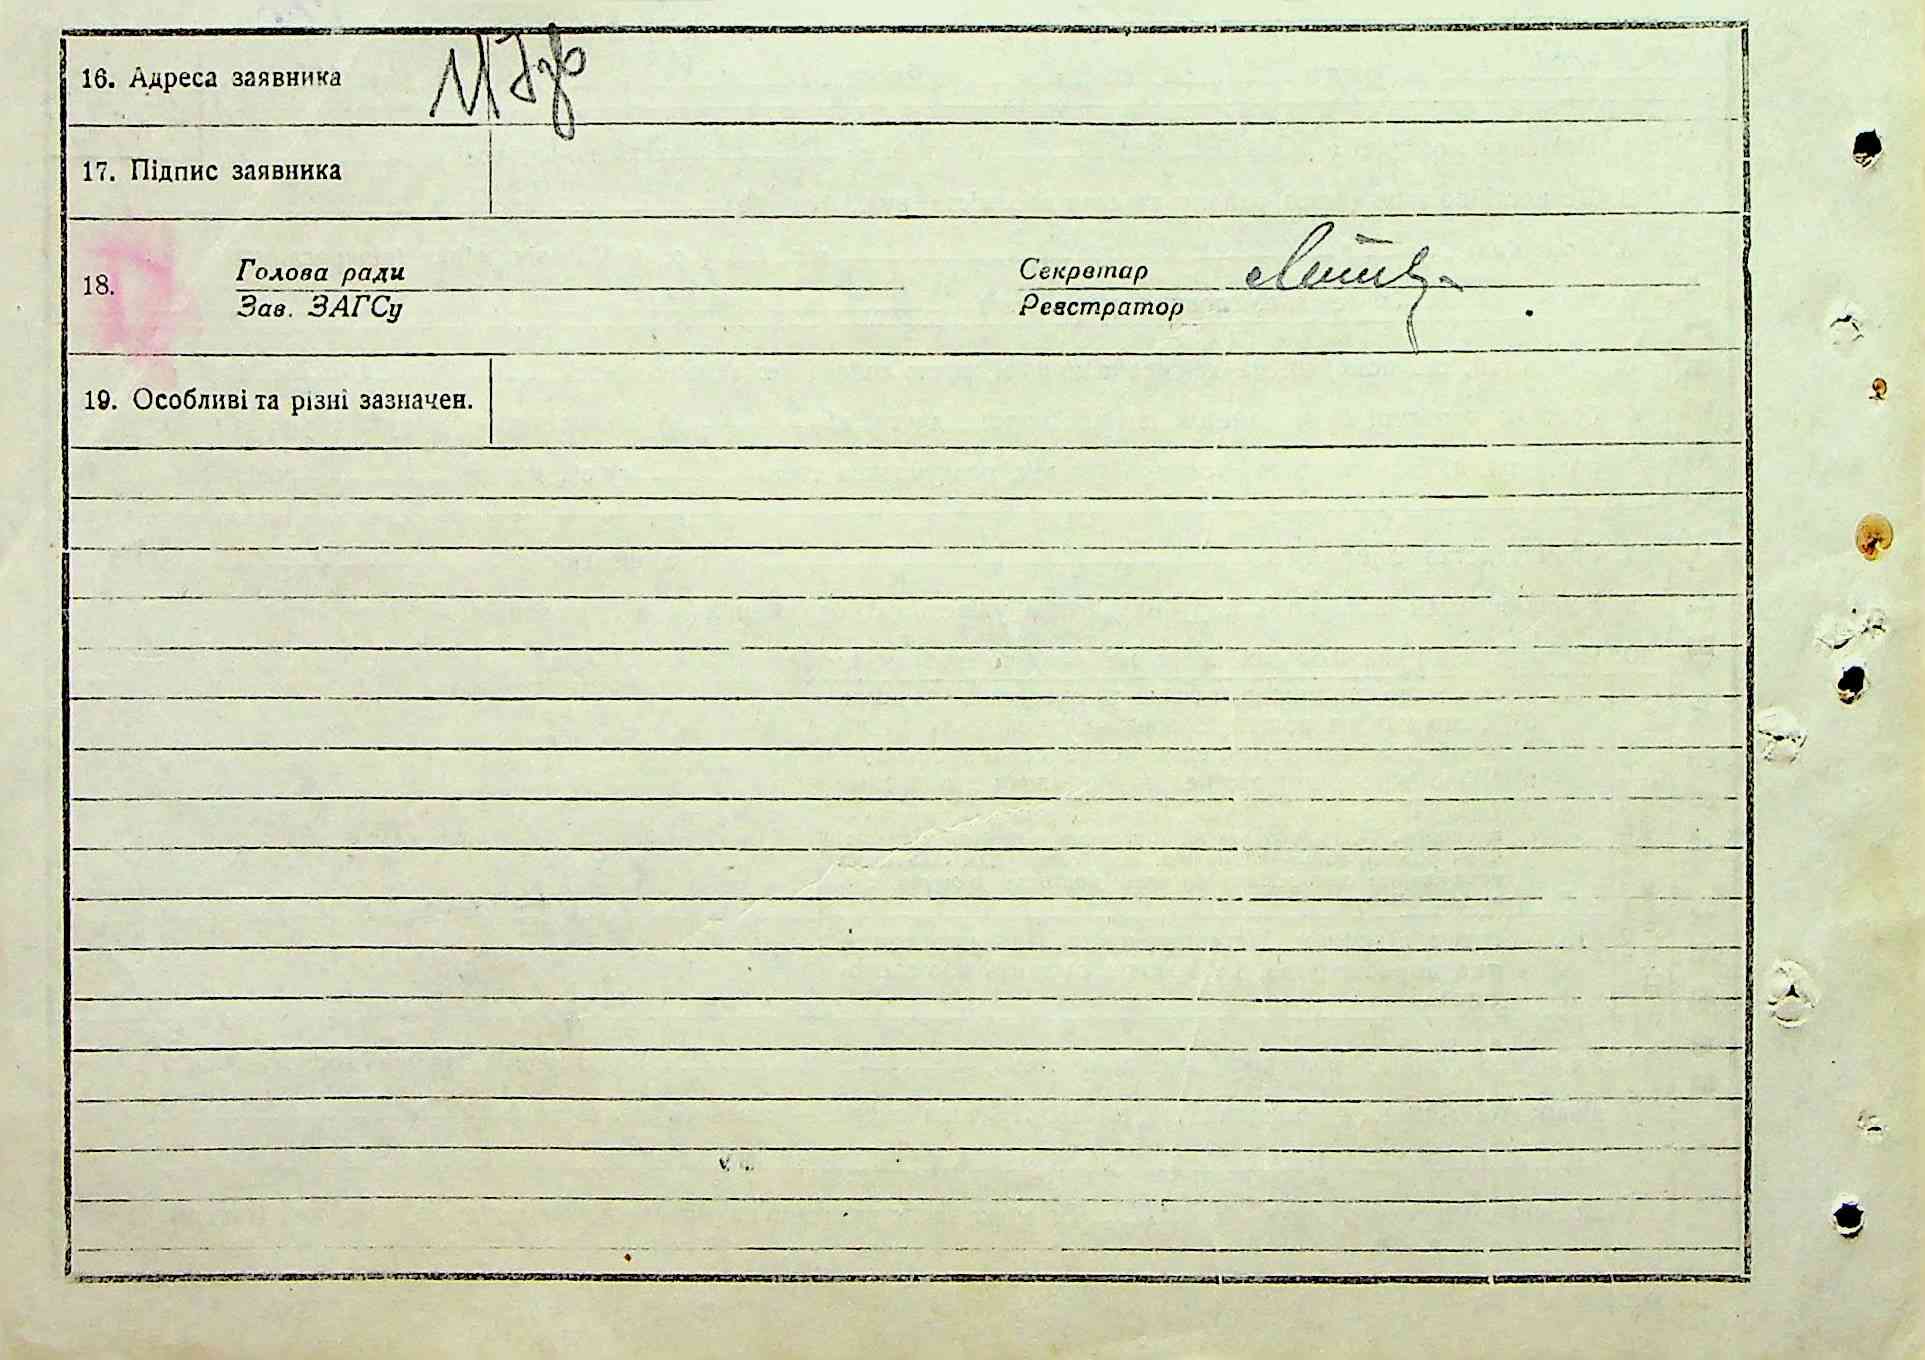 16. Адреса заявника
17. Підпис заявника
18. Голова ради Секретар
Зав. ЗАГСу Реєстратор
19. Особливі та різні зазначен.